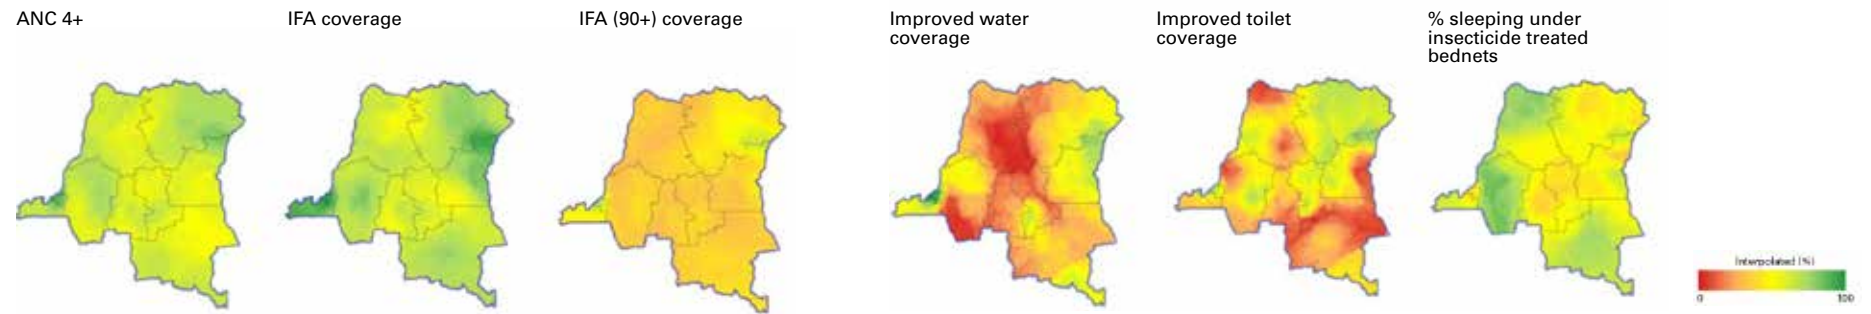 ANC 4+
IFA coverage
IFA (90+) coverage
Improved water
coverage
Improved toilet
coverage
% sleeping under
insecticide treated
bednets
Interpolated (%)
0
100